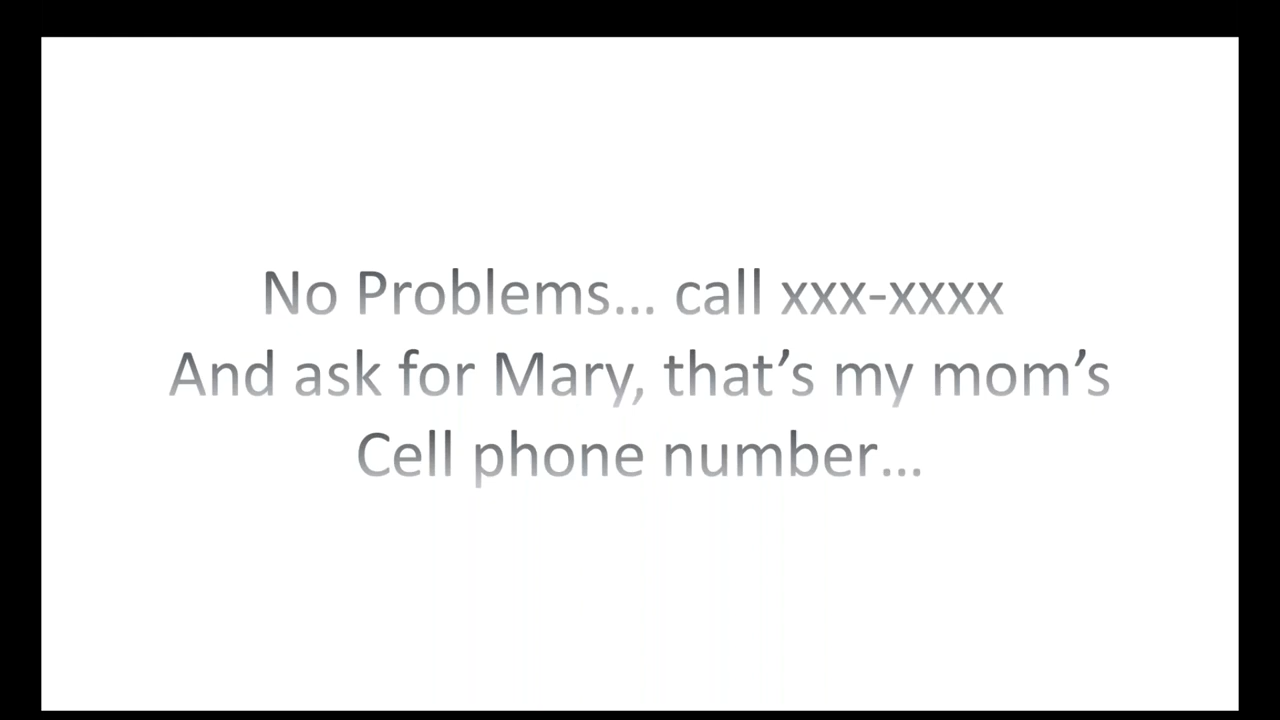 No Problems... call xxx-xxxx
And ask for Mary, that’s my mom’s
Cell phone number...